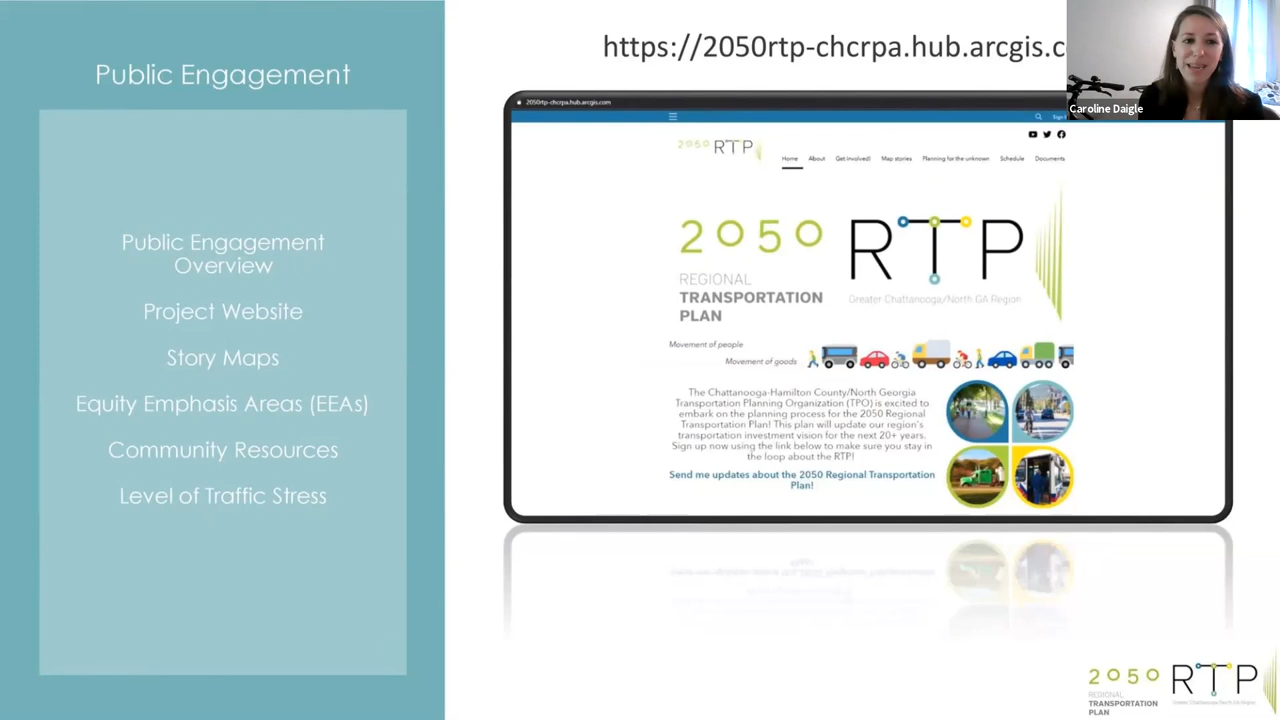 Public Engagement
Public Engagement
Overview
Project Website
Story Maps
Equity Emphasis Areas (EEAs)
Community Resources
Level of Traffic Stress
https://2050rtp-chcrpa.hub.arcgis.c
Caroline Daigle
2050rtp-chcrpa.hub.arcgis.com
Sign
2050 RTP
Home About Get involved! Map stories Planning for the unknown Schedule Documents
2050 RTP
REGIONAL
TRANSPORTATION
PLAN
Greater Chattanooga/North GA Region
Movement of people
Movement of goods
The Chattanooga-Hamilton County/North Georgia
Transportation Planning Organization (TPO) is excited to
embark on the planning process for the 2050 Regional
Transportation Plan! This plan will update our region's
transportation investment vision for the next 20+ years.
Sign up now using the link below to make sure you stay in
the loop about the RTP!
Send me updates about the 2050 Regional Transportation
Plan!
2050 RTP
REGIONAL
TRANSPORTATION
PLAN
Greater Chattanooga/North GA Region